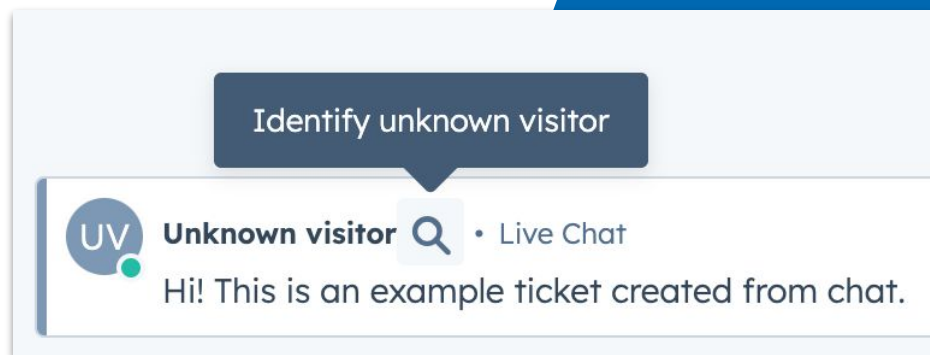 Identify unknown visitor
UV Unknown visitor • Live Chat
Hi! This is an example ticket created from chat.